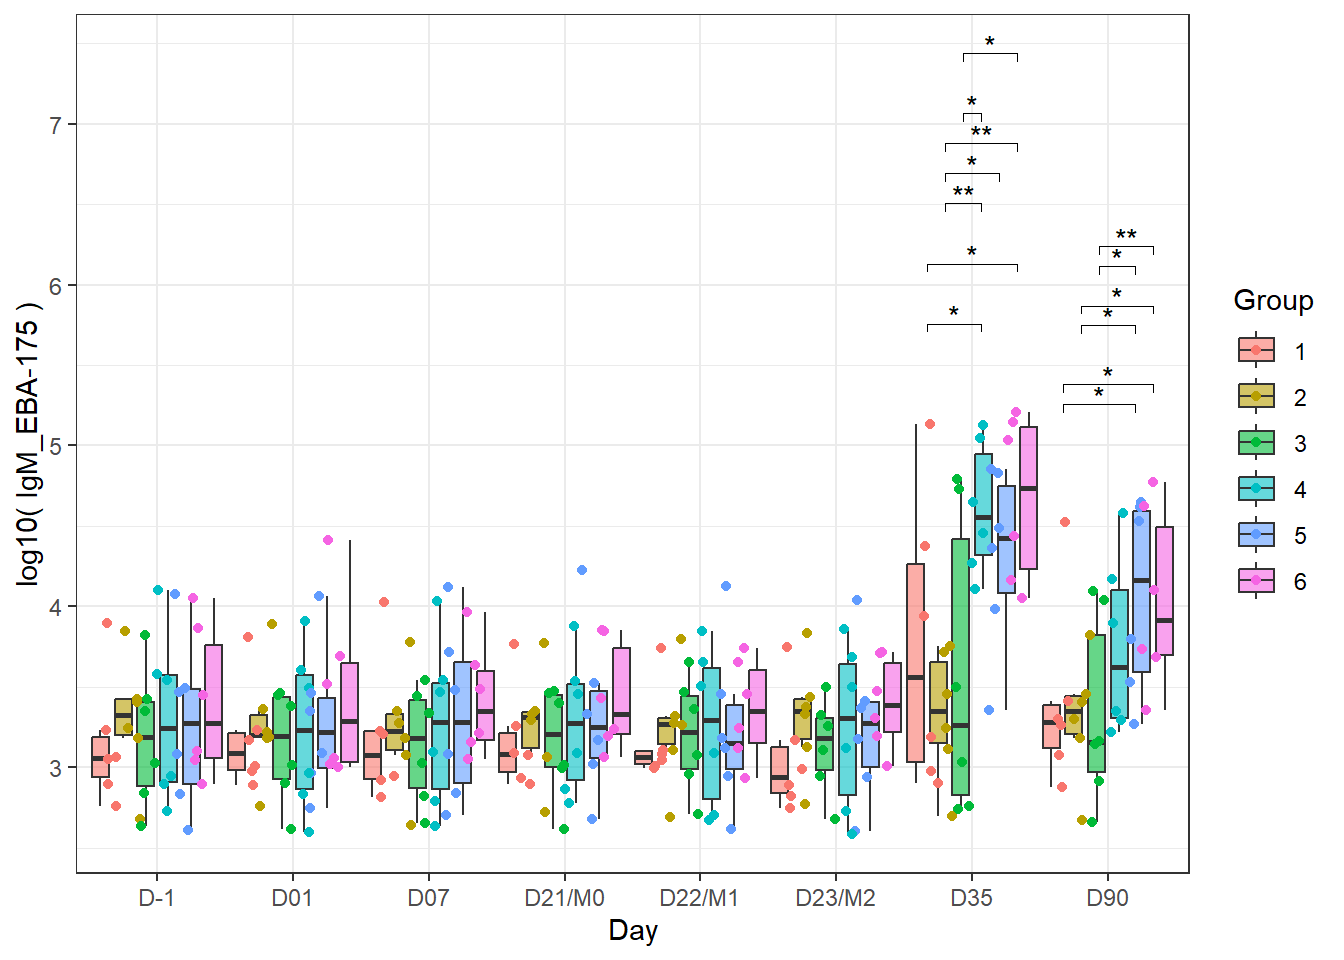 log10( IgM_EBA-175 )
7
6
5
4
3
*
*
**
*
**
*
*
**
*
*
*
*
*
D-1
D01
D07
D21/M0
D22/M1
D23/M2
D35
D90
Day
Group
1
2
3
4
5
6